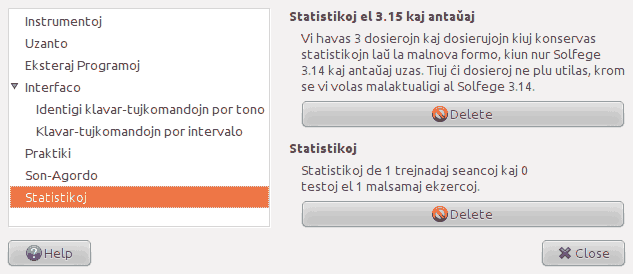 Instrumentoj
Uzanto
Eksteraj Programoj
Interfaco
Identigi klavar-tujkomandojn por tono
Klavar-tujkomandojn por intervalo
Praktiki
Son-Agordo
Statistikoj
Help
Statistikoj el 3.15 kaj antaŭaj
Vi havas 3 dosierojn kaj dosierujojn kiuj konservas
statistikojn laŭ la malnova formo, kiun nur Solfege
3.14 kaj antaŭaj uzas. Tiuj ĉi dosieroj ne plu utilas, krom
se vi volas malaktualigi al Solfege 3.14.
Delete
Statistikoj
Statistikoj de 1 trejnadaj seancoj kaj 0
testoj el 1 malsamaj ekzercoj.
Delete
Close